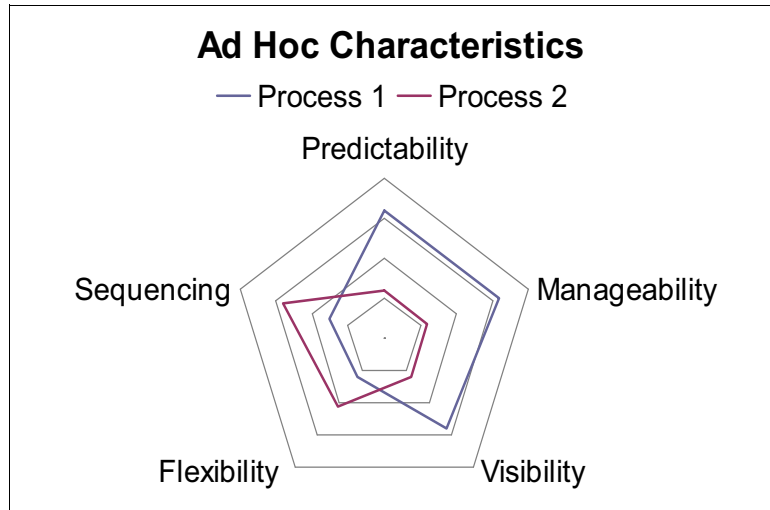 Ad Hoc Characteristics
Process 1 Process 2
Predictability
Sequencing Manageability
Flexibility Visibility